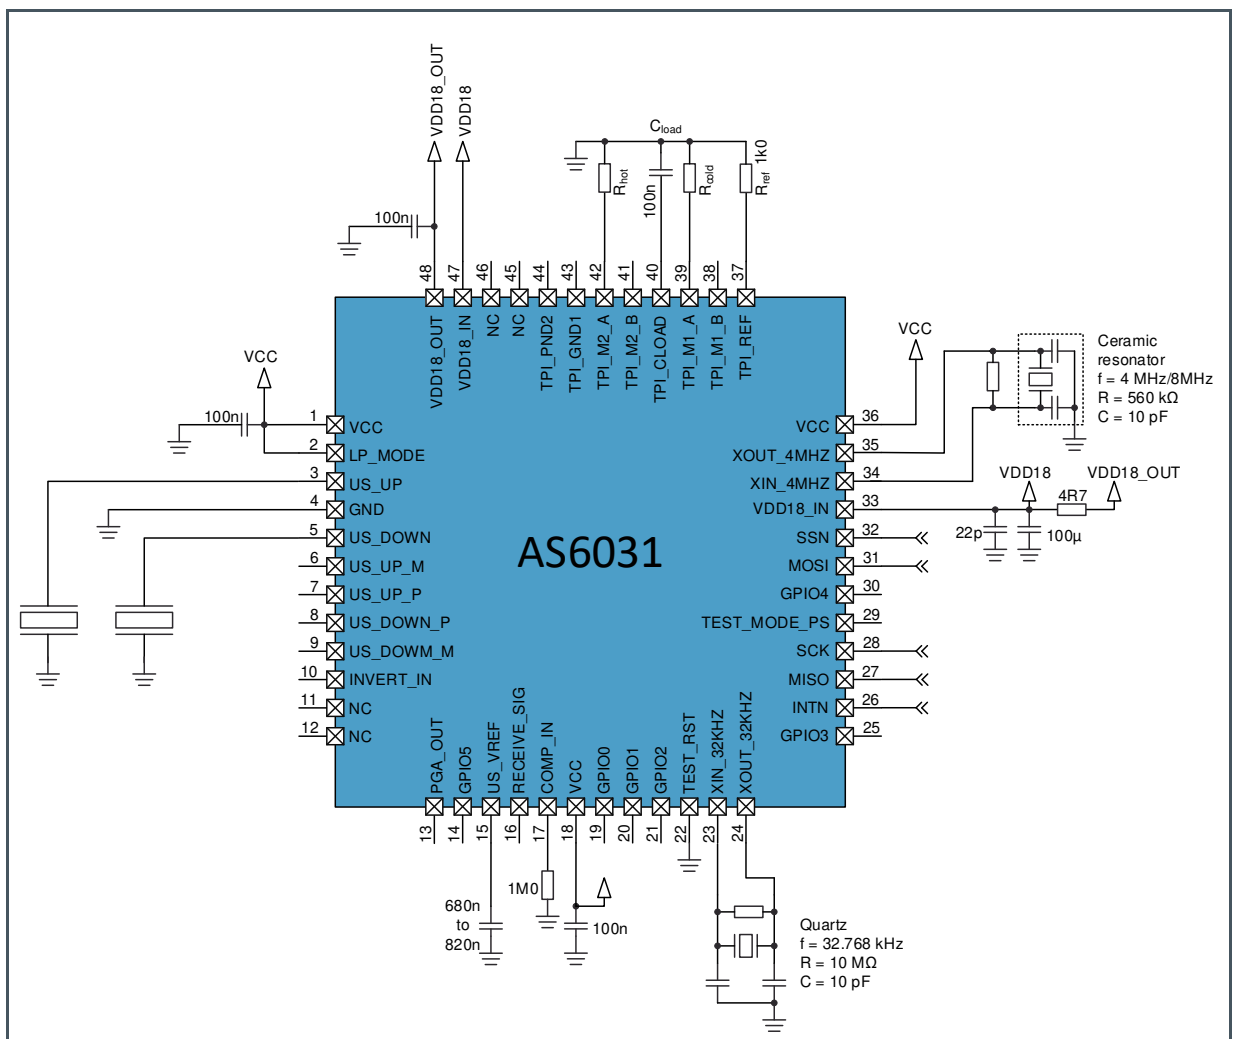 VDD18_OUT
VDD18
C_load
R_hot
100n
R_cold
R_ref 1k0
100n
48
47
46
45
44
43
42
41
40
39
38
37
VDD18_OUT
VDD18_IN
NC
NC
TPI_PND2
TPI_GND1
TPI_M2_A
TPI_M2_B
TPI_CLOAD
TPI_M1_A
TPI_M1_B
TPI_REF
VCC
100n
1 VCC
2 LP_MODE
3 US_UP
4 GND
5 US_DOWN
6 US_UP_M
7 US_UP_P
8 US_DOWN_P
9 US_DOWM_M
10 INVERT_IN
11 NC
12 NC
AS6031
VCC
VCC 36
XOUT_4MHZ 35
XIN_4MHZ 34
VDD18_IN 33
SSN 32
MOSI 31
GPIO4 30
TEST_MODE_PS 29
SCK 28
MISO 27
INTN 26
GPIO3 25
Ceramic
resonator
f = 4 MHz/8MHz
R = 560 kΩ
C = 10 pF
VDD18
VDD18_OUT
4R7
22p
100µ
PGA_OUT
GPIO5
US_VREF
RECEIVE_SIG
COMP_IN
VCC
GPIO0
GPIO1
GPIO2
TEST_RST
XIN_32KHZ
XOUT_32KHZ
13
14
15
16
17
18
19
20
21
22
23
24
680n
to
820n
1M0
100n
Quartz
f = 32.768 kHz
R = 10 MΩ
C = 10 pF